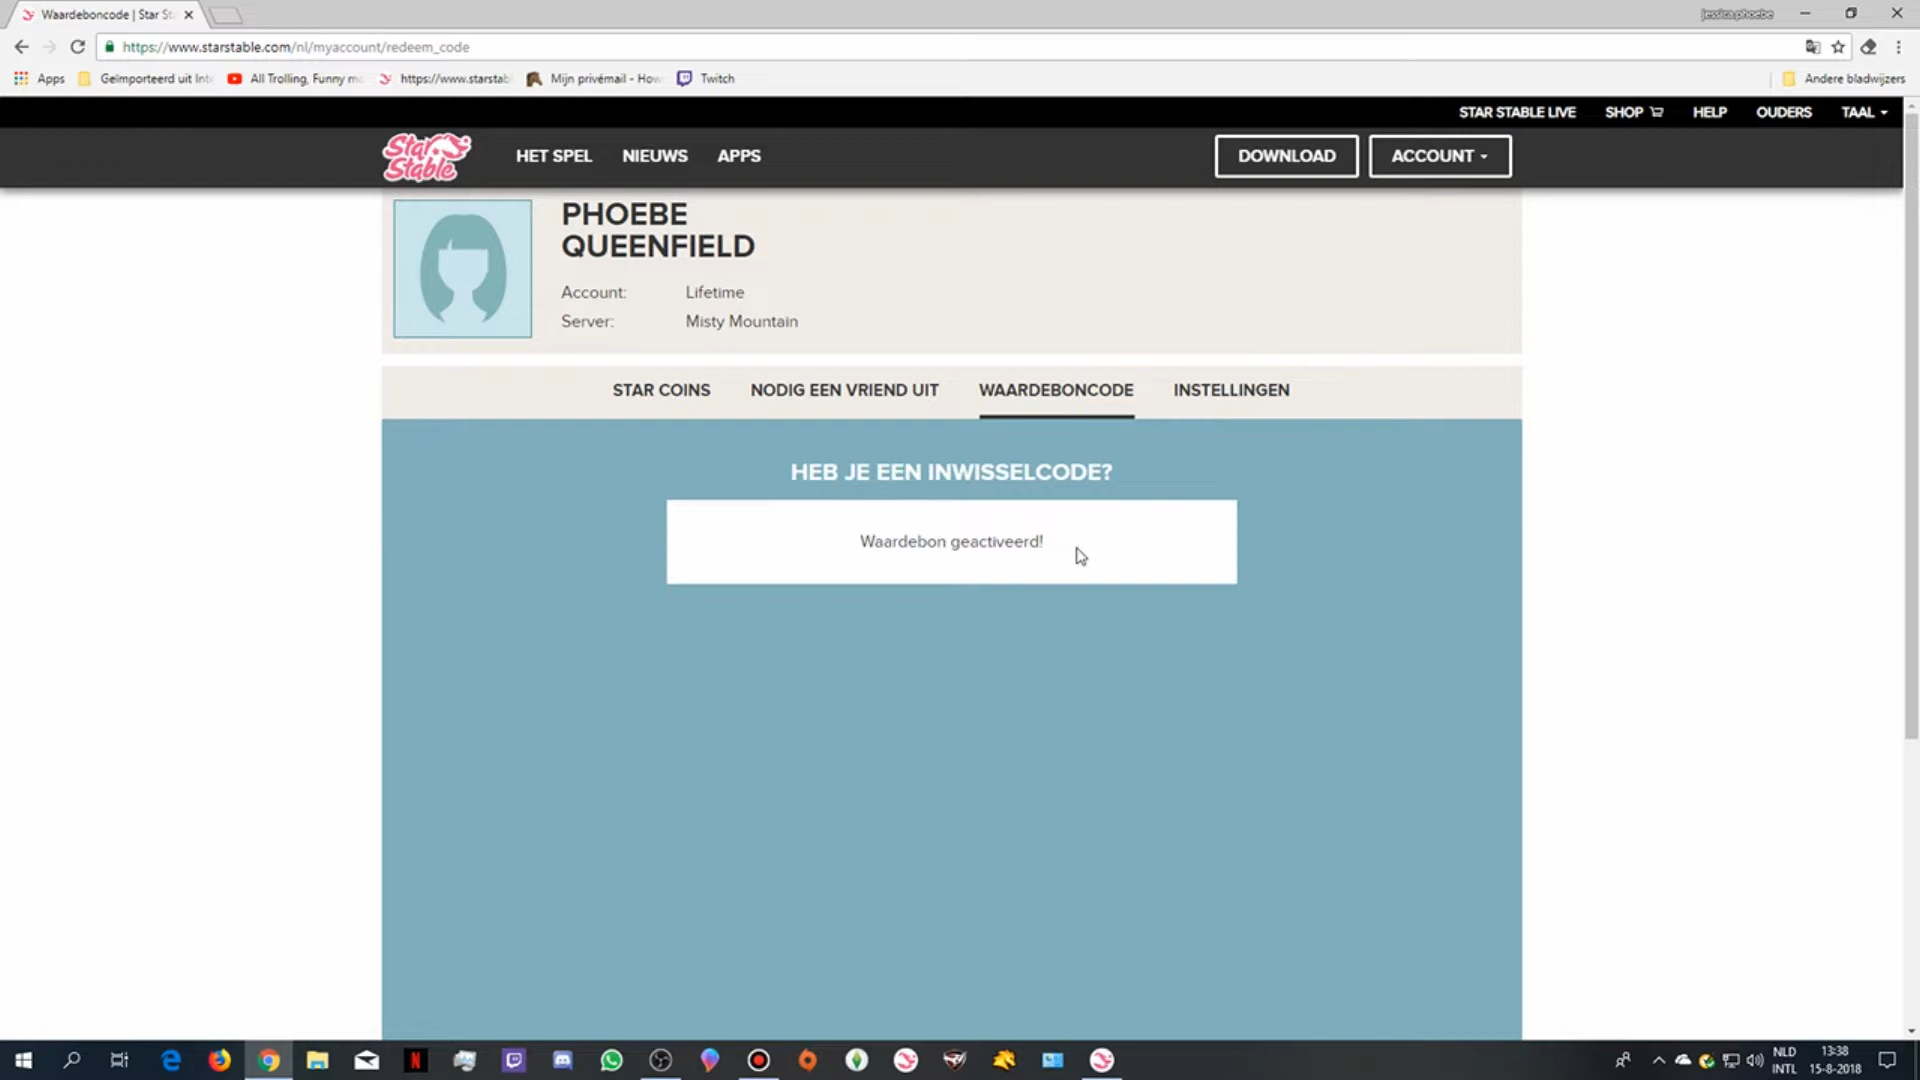 Waardeboncode | Star St
jessica phoebe
https://www.starstable.com/nl/myaccount/redeem_code
Apps
Geïmporteerd uit Int
All Trolling, Funny m
https://www.starstab
Mijn privémail - How
Twitch
Andere bladwijzers
STAR STABLE LIVE
SHOP
HELP
OUDERS
TAAL
Star Stable
HET SPEL
NIEUWS
APPS
DOWNLOAD
ACCOUNT
PHOEBE
QUEENFIELD
Account: Lifetime
Server: Misty Mountain
STAR COINS
NODIG EEN VRIEND UIT
WAARDEBONCODE
INSTELLINGEN
HEB JE EEN INWISSELCODE?
Waardebon geactiveerd!
NLD
INTL
13:38
15-8-2018